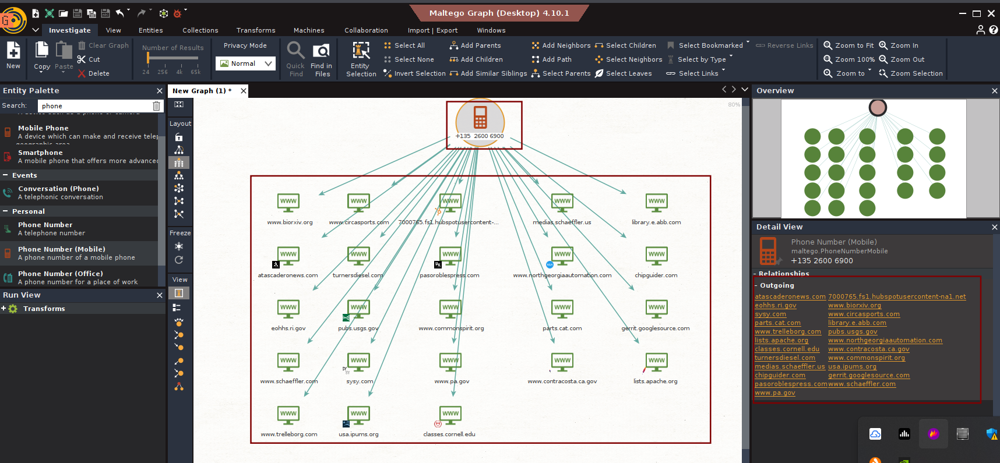 Maltego Graph (Desktop) 4.10.1
Investigate View Entities Collections Transforms Machines Collaboration Import | Export Windows
New
Copy
Paste
Clear Graph
Cut
Delete
Number of Results
24 256 4k 65k
Privacy Mode
Normal
Quick Find
Find in Files
Entity Selection
Select All
Select None
Invert Selection
Add Parents
Add Children
Add Similar Siblings
Add Neighbors
Add Path
Select Parents
Select Children
Select Neighbors
Select Leaves
Select Bookmarked
Select by Type
Select Links
Reverse Links
Zoom to Fit
Zoom 100%
Zoom to
Zoom In
Zoom Out
Zoom Selection
Entity Palette
Search: phone
Mobile Phone
A device which can make and receive telep
Smartphone
A mobile phone that offers more advanced
Events
Conversation (Phone)
A telephonic conversation
Personal
Phone Number
A telephone number
Phone Number (Mobile)
A phone number of a mobile phone
Phone Number (Office)
A phone number for a place of work
Run View
Transforms
New Graph (1) *
Layout
Freeze
View
80%
+135 2600 6900
www.biorxiv.org www.circasports.com 7000765.fs1.hubspotusercontent-... medias.schaeffler.us library.e.abb.com
atascaderonews.com turnersdiesel.com pasoroblespress.com www.northgeorgiaautomation.com chipguider.com
eohhs.ri.gov pubs.usgs.gov www.commonspirit.org parts.cat.com gerrit.googlesource.com
www.schaeffler.com sysy.com www.pa.gov www.contracosta.ca.gov lists.apache.org
www.trelleborg.com usa.ipums.org classes.cornell.edu
Overview
Detail View
Phone Number (Mobile)
maltego.PhoneNumberMobile
+135 2600 6900
- Relationships
- Outgoing
atascaderonews.com 7000765.fs1.hubspotusercontent-na1.net
eohhs.ri.gov www.biorxiv.org
sysy.com www.circasports.com
parts.cat.com library.e.abb.com
www.trelleborg.com pubs.usgs.gov
lists.apache.org www.northgeorgiaautomation.com
classes.cornell.edu www.contracosta.ca.gov
turnersdiesel.com www.commonspirit.org
medias.schaeffler.us usa.ipums.org
chipguider.com gerrit.googlesource.com
pasoroblespress.com www.schaeffler.com
www.pa.gov